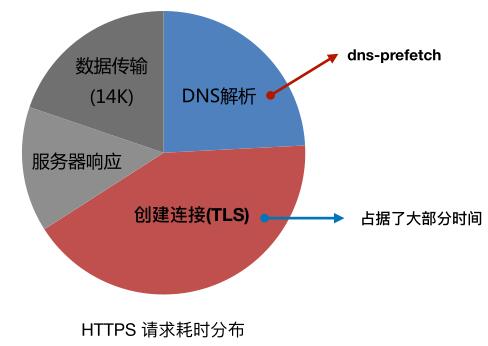 数据传输
(14K)
DNS解析
dns-prefetch
服务器响应
创建连接(TLS)
占据了大部分时间
HTTPS 请求耗时分布